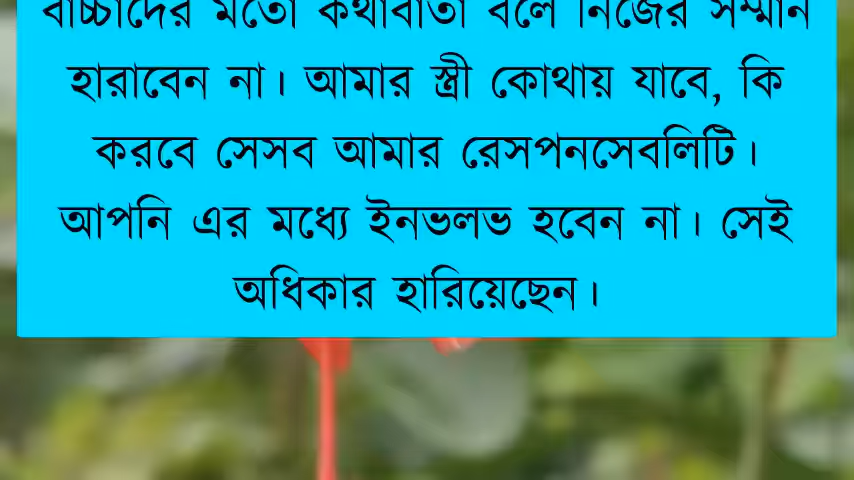 বাচ্চাদের মতো কথাবার্তা বলে নিজের সম্মান
হারাবেন না। আমার স্ত্রী কোথায় যাবে, কি
করবে সেসব আমার রেসপনসেবলিটি।
আপনি এর মধ্যে ইনভলভ হবেন না। সেই
অধিকার হারিয়েছেন।